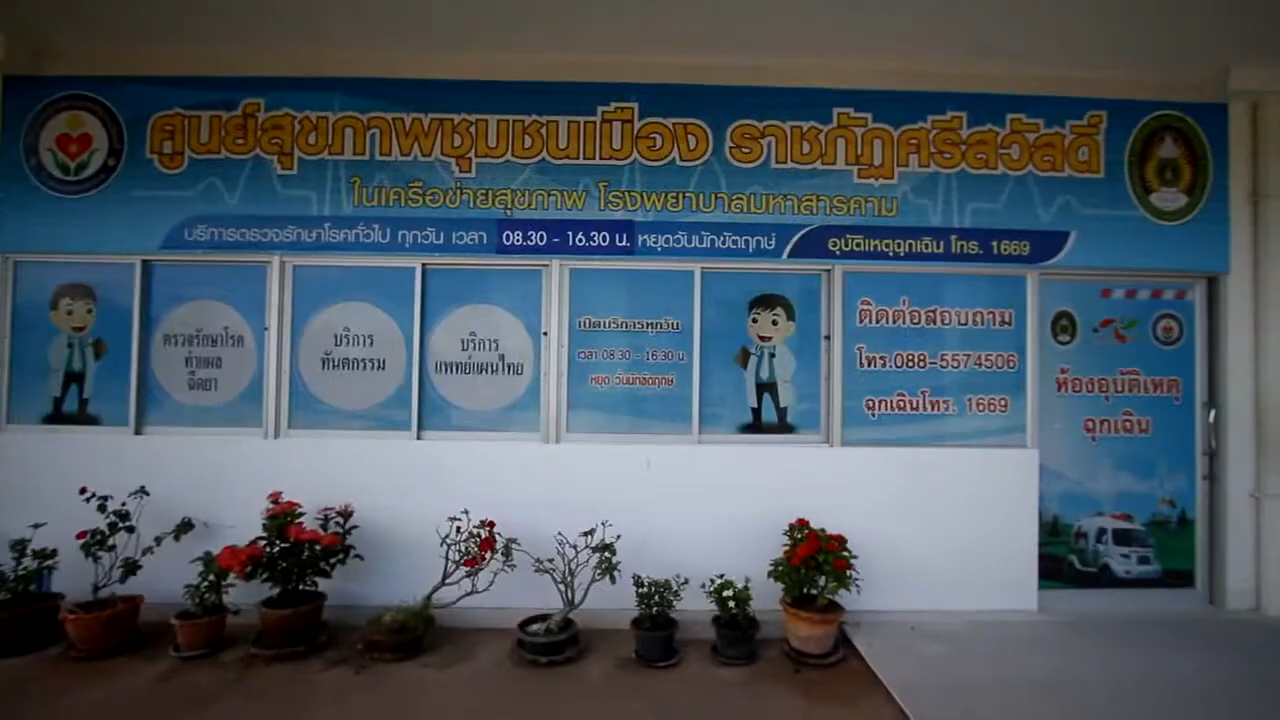 ศูนย์สุขภาพชุมชนเมือง ราชภัฏศรีสวัสดิ์
ในเครือข่ายสุขภาพ โรงพยาบาลมหาสารคาม
บริการตรวจรักษาโรคทั่วไป ทุกวัน เวลา 08.30 - 16.30 น. หยุดวันนักขัตฤกษ์
อุบัติเหตุฉุกเฉิน โทร. 1669
ตรวจรักษาโรค
ทำแผล
ฉีดยา
บริการ
ทันตกรรม
บริการ
แพทย์แผนไทย
เปิดบริการทุกวัน
เวลา 08.30 - 16.30 น.
หยุด วันนักขัตฤกษ์
ติดต่อสอบถาม
โทร.088-5574506
ฉุกเฉินโทร. 1669
ห้องอุบัติเหตุ
ฉุกเฉิน